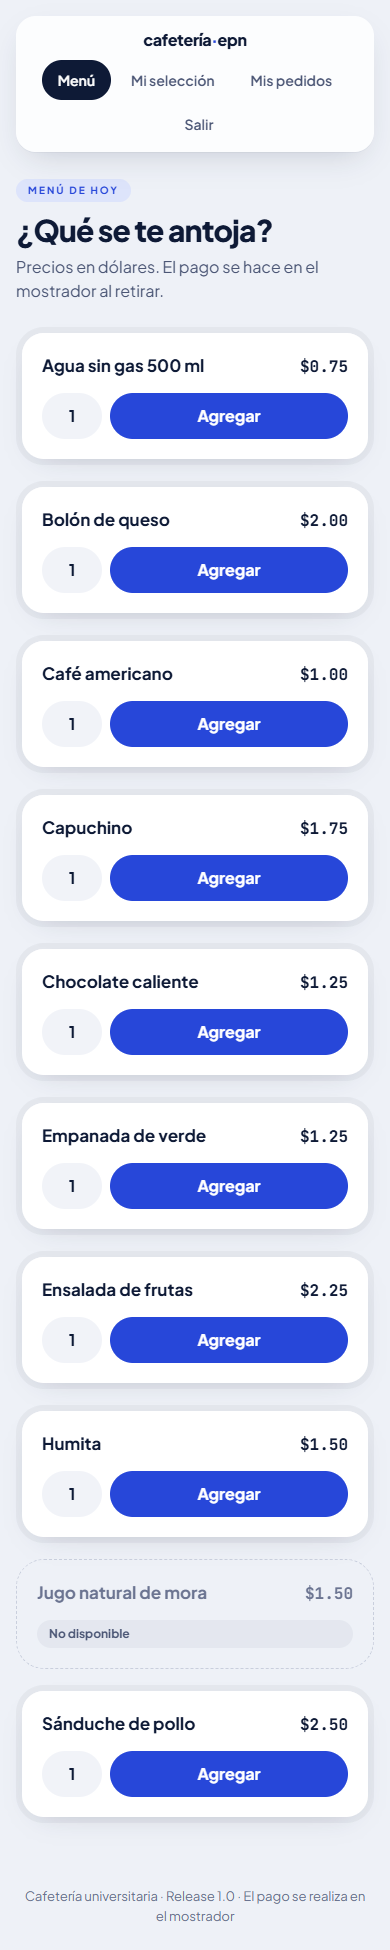 cafetería·epn
Menú
Mi selección
Mis pedidos
Salir
MENÚ DE HOY
¿Qué se te antoja?
Precios en dólares. El pago se hace en el
mostrador al retirar.
Agua sin gas 500 ml $0.75
1 Agregar
Bolón de queso $2.00
1 Agregar
Café americano $1.00
1 Agregar
Capuchino $1.75
1 Agregar
Chocolate caliente $1.25
1 Agregar
Empanada de verde $1.25
1 Agregar
Ensalada de frutas $2.25
1 Agregar
Humita $1.50
1 Agregar
Jugo natural de mora $1.50
No disponible
Sánduche de pollo $2.50
1 Agregar
Cafetería universitaria · Release 1.0 · El pago se realiza en
el mostrador